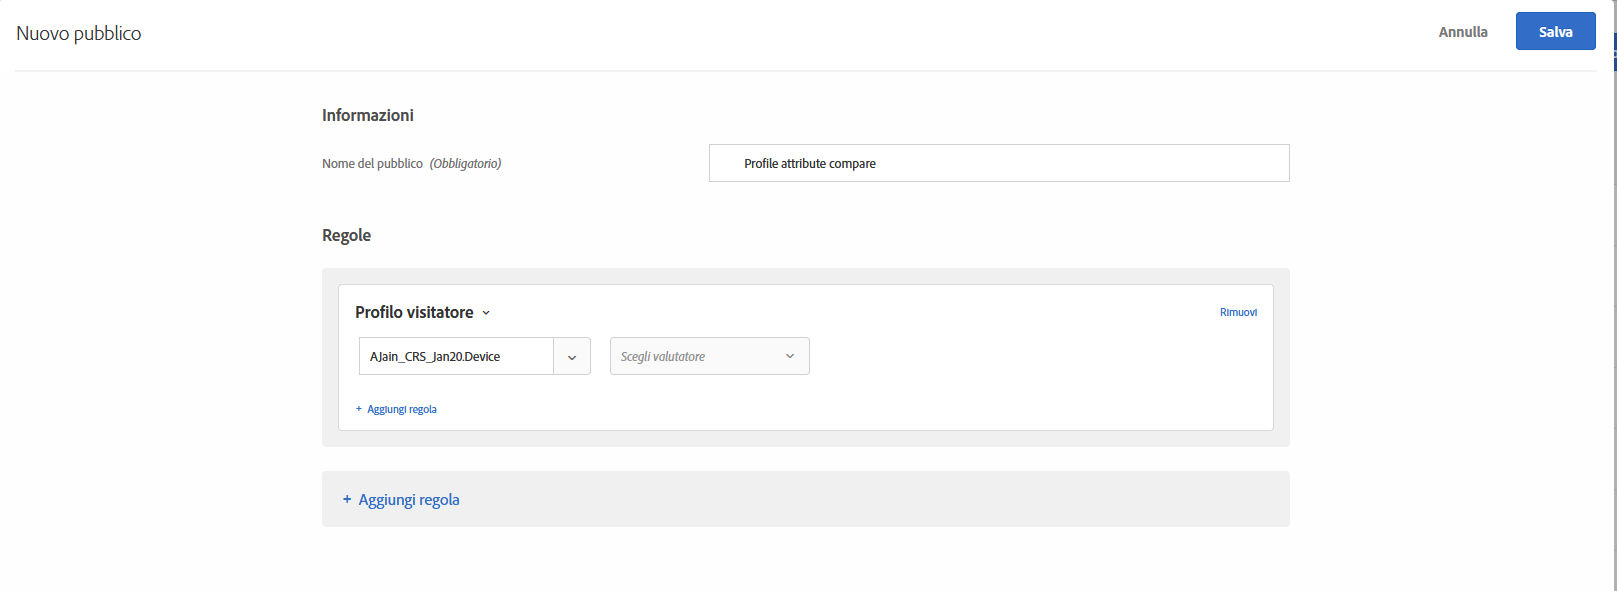 Nuovo pubblico
Annulla
Salva
Informazioni
Nome del pubblico (Obbligatorio)
Profile attribute compare
Regole
Profilo visitatore
Rimuovi
AJain_CRS_Jan20.Device
Scegli valutatore
+ Aggiungi regola
+ Aggiungi regola